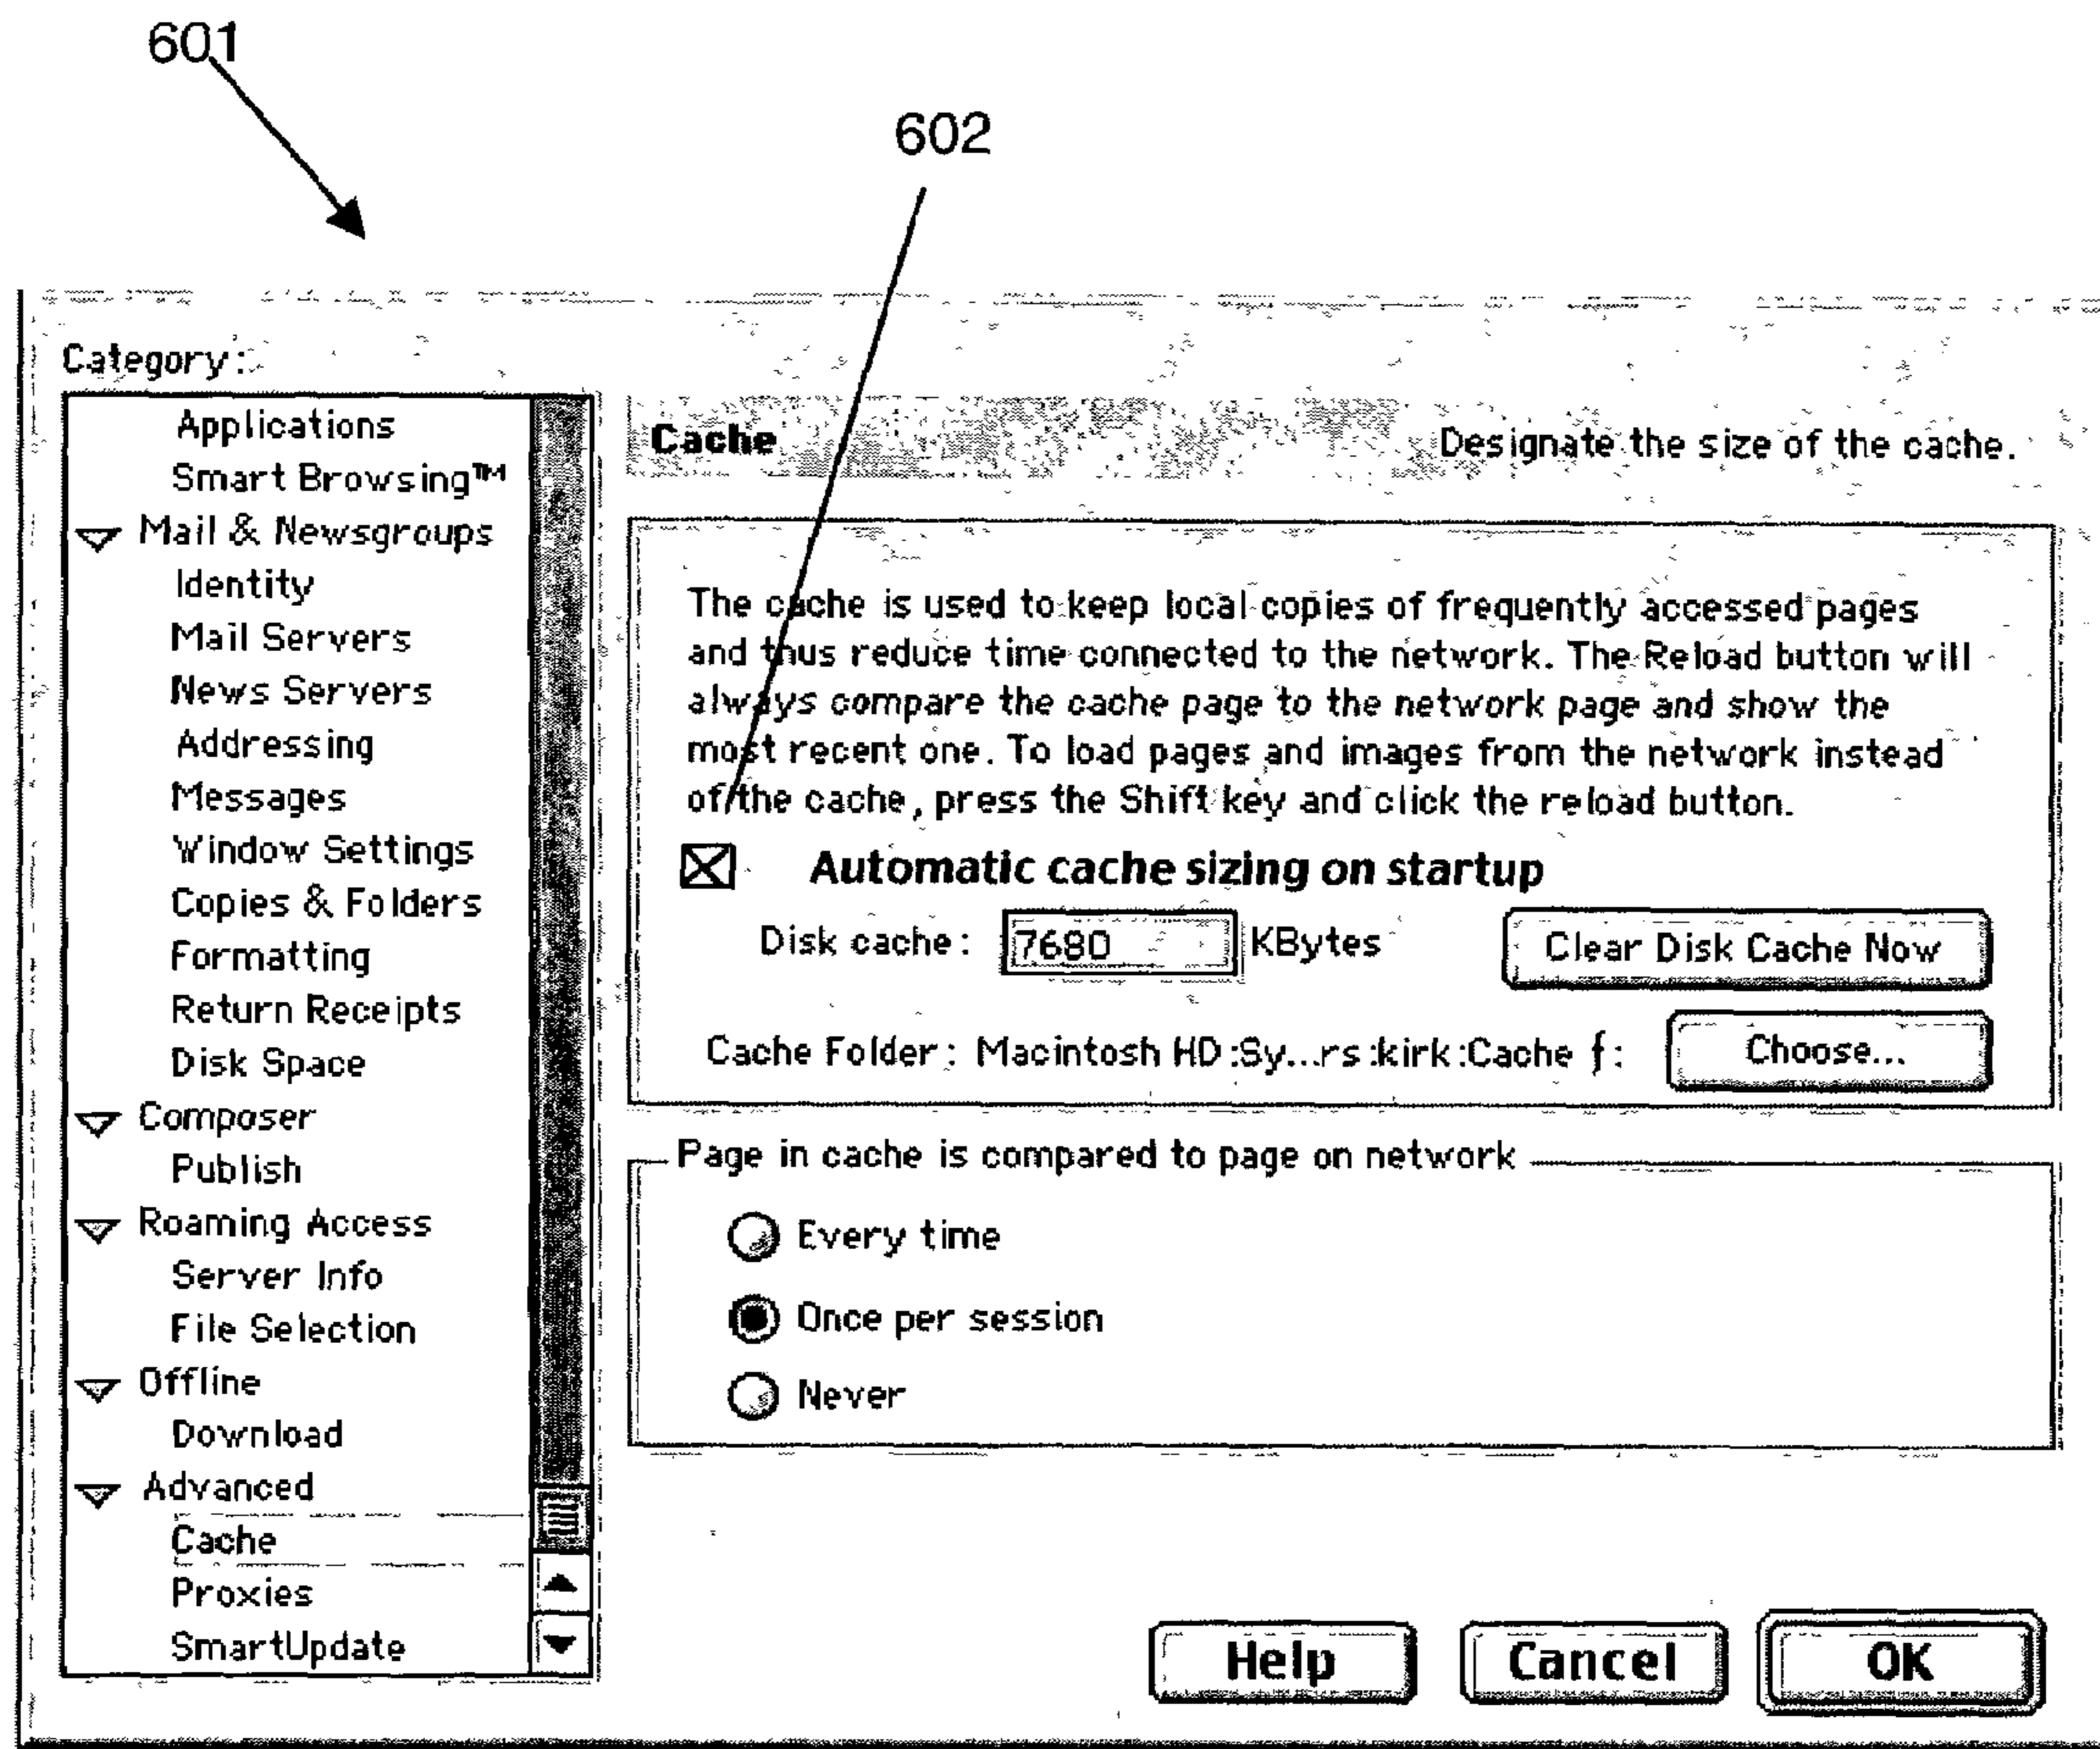 601
602
Category:
Applications
Smart Browsing™
Mail & Newsgroups
Identity
Mail Servers
News Servers
Addressing
Messages
Window Settings
Copies & Folders
Formatting
Return Receipts
Disk Space
Composer
Publish
Roaming Access
Server Info
File Selection
Offline
Download
Advanced
Cache
Proxies
SmartUpdate
Cache
Designate the size of the cache.
The cache is used to keep local copies of frequently accessed pages
and thus reduce time connected to the network. The Reload button will
always compare the cache page to the network page and show the
most recent one. To load pages and images from the network instead
of the cache, press the Shift key and click the reload button.
Automatic cache sizing on startup
Disk cache: 7680 KBytes
Clear Disk Cache Now
Cache Folder: Macintosh HD:Sy...rs:kirk:Cache ƒ:
Choose...
Page in cache is compared to page on network
Every time
Once per session
Never
Help
Cancel
OK